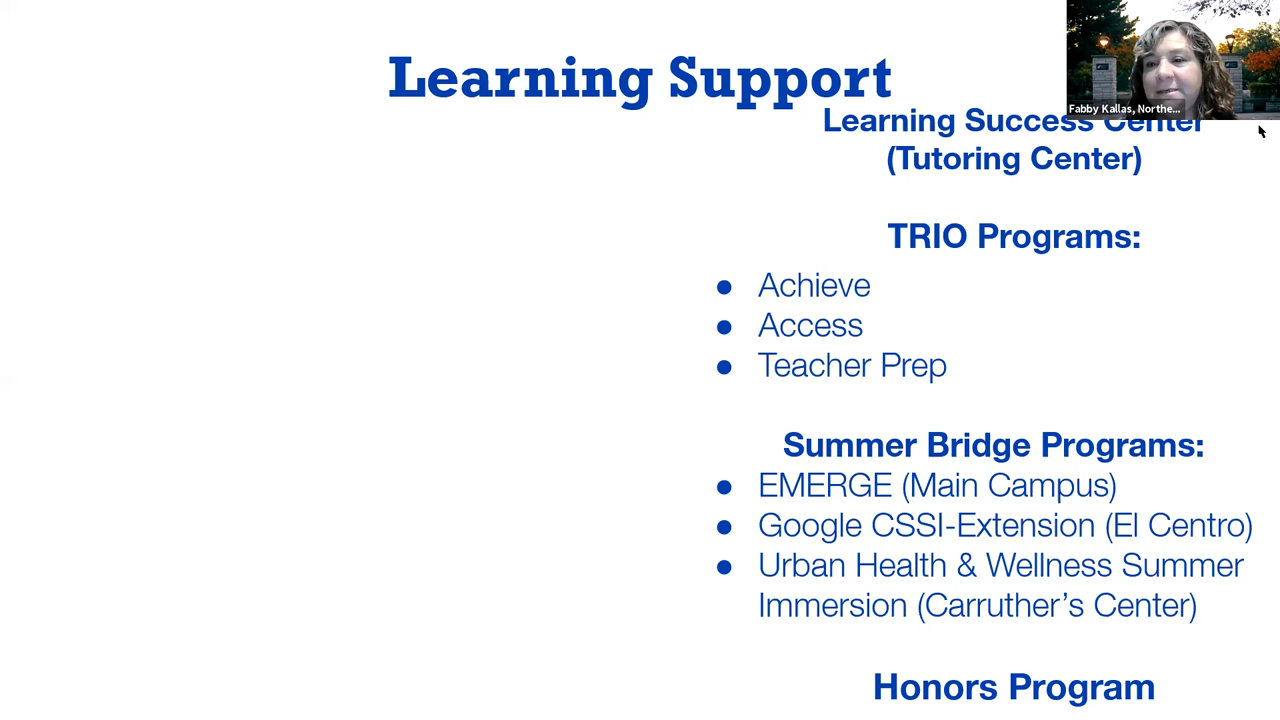 Learning Support
Fabby Kallas, Northe...
Learning Success Center
(Tutoring Center)
TRIO Programs:
● Achieve
● Access
● Teacher Prep
Summer Bridge Programs:
● EMERGE (Main Campus)
● Google CSSI-Extension (El Centro)
● Urban Health & Wellness Summer
Immersion (Carruther's Center)
Honors Program